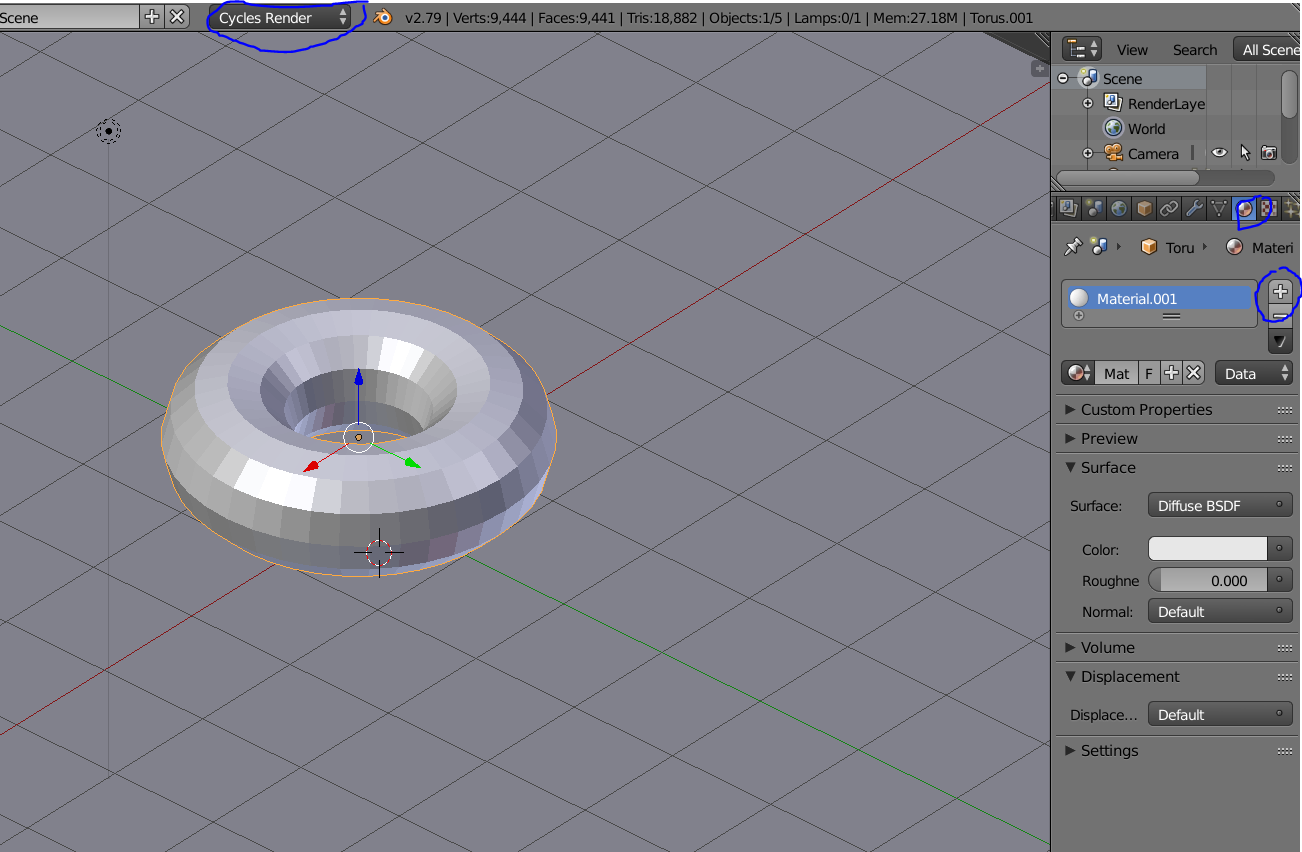 Scene Cycles Render v2.79 | Verts:9,444 | Faces:9,441 | Tris:18,882 | Objects:1/5 | Lamps:0/1 | Mem:27.18M | Torus.001
View Search All Scene
Scene
RenderLaye
World
Camera
Toru Materi
Material.001
Mat F Data
Custom Properties
Preview
Surface
Surface: Diffuse BSDF
Color:
Roughne 0.000
Normal: Default
Volume
Displacement
Displace... Default
Settings